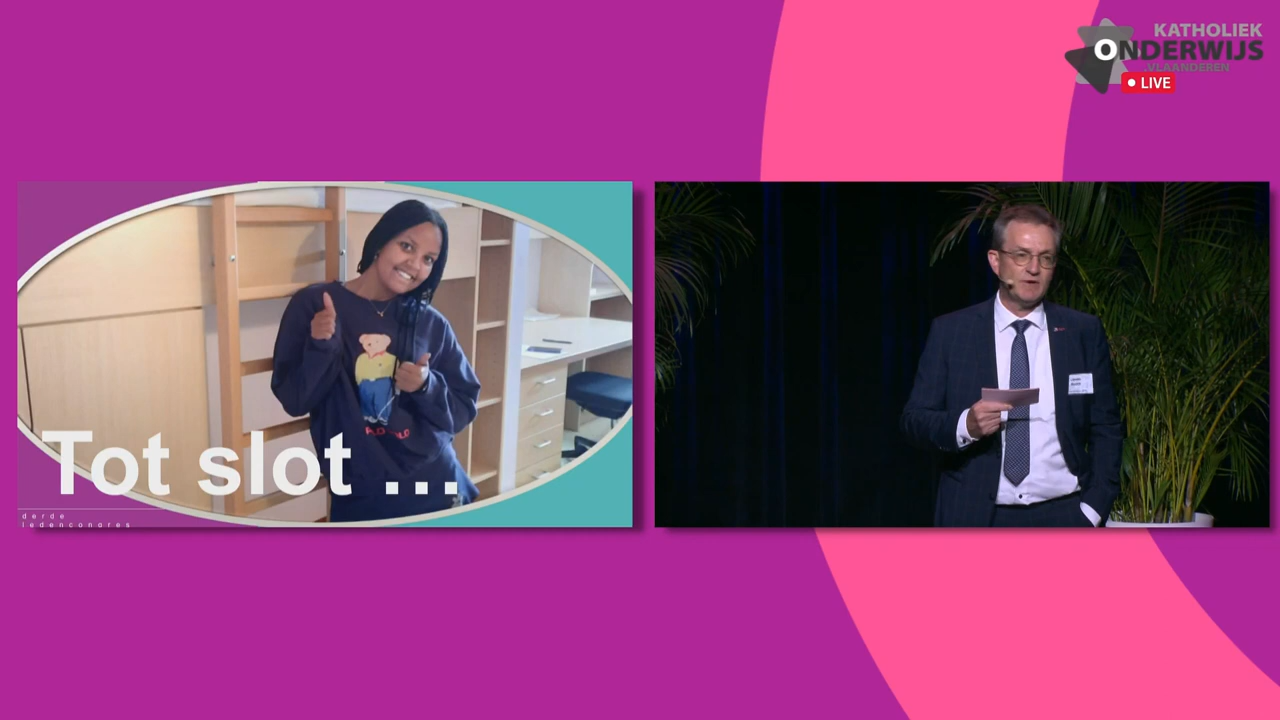 KATHOLIEK
ONDERWIJS
VLAANDEREN
LIVE
Tot slot ...
derde
ledencongres